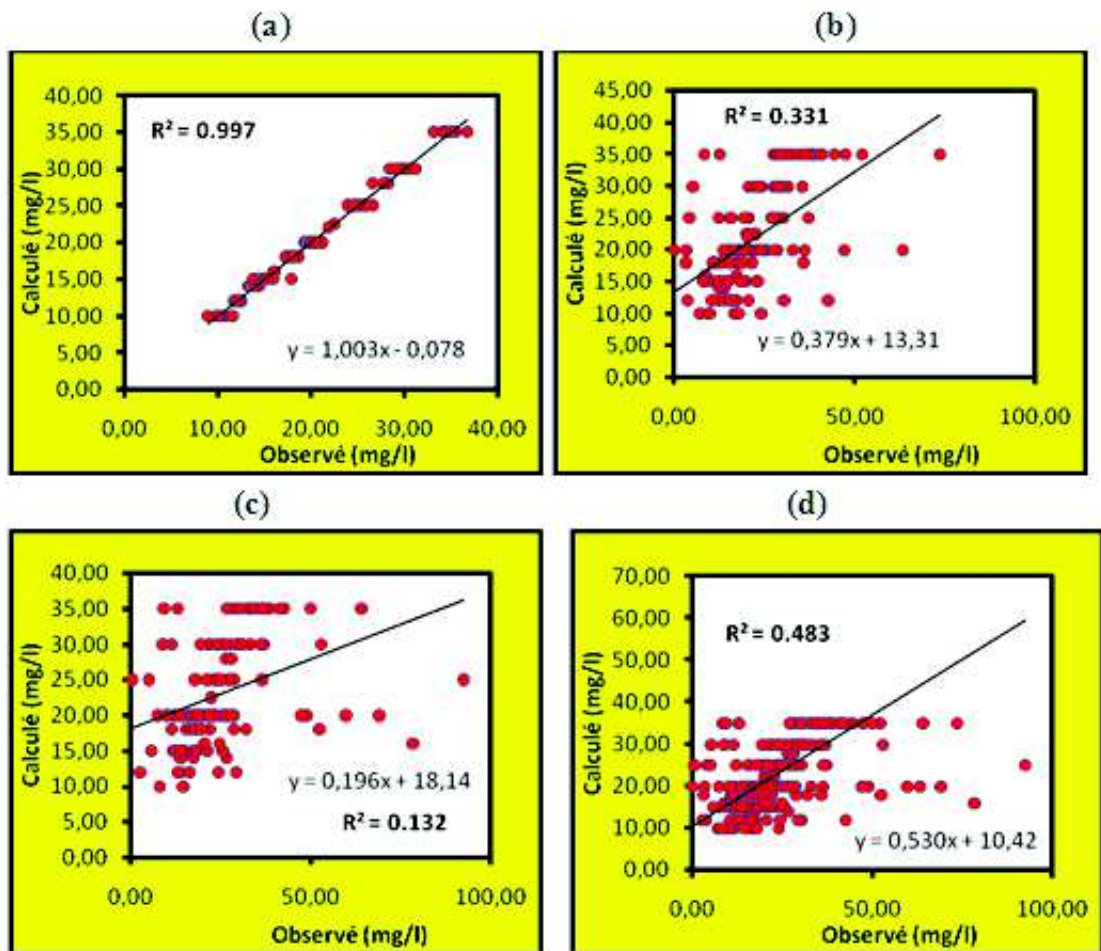 (a)
40,00
35,00
30,00
25,00
20,00
15,00
10,00
5,00
0,00
Calculé (mg/l)
R² = 0.997
y = 1,003x - 0,078
0,00 10,00 20,00 30,00 40,00
Observé (mg/l)
(b)
45,00
40,00
35,00
30,00
25,00
20,00
15,00
10,00
5,00
0,00
Calculé (mg/l)
R² = 0.331
y = 0,379x + 13,31
0,00 50,00 100,00
Observé (mg/l)
(c)
40,00
35,00
30,00
25,00
20,00
15,00
10,00
5,00
0,00
Calculé (mg/l)
y = 0,196x + 18,14
R² = 0.132
0,00 50,00 100,00
Observé (mg/l)
(d)
70,00
60,00
50,00
40,00
30,00
20,00
10,00
0,00
Calculé (mg/l)
R² = 0.483
y = 0,530x + 10,42
0,00 50,00 100,00
Observé (mg/l)